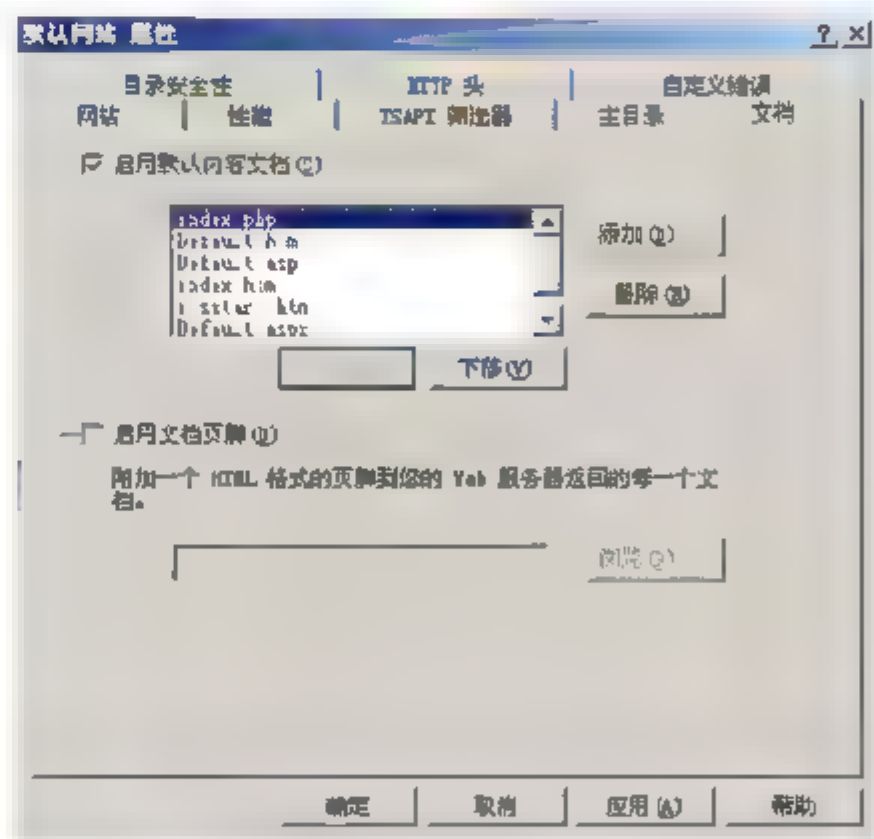 默认网站 属性
目录安全性 HTTP 头 自定义错误
网站 性能 ISAPI 筛选器 主目录 文档
启用默认内容文档(C)
index.php
Default.htm
Default.asp
index.htm
Default.aspx
添加(D)
删除(R)
下移(V)
启用文档页脚(O)
附加一个 HTML 格式的页脚到您的 Web 服务器返回的每一个文
档。
浏览
确定 取消 应用(A) 帮助